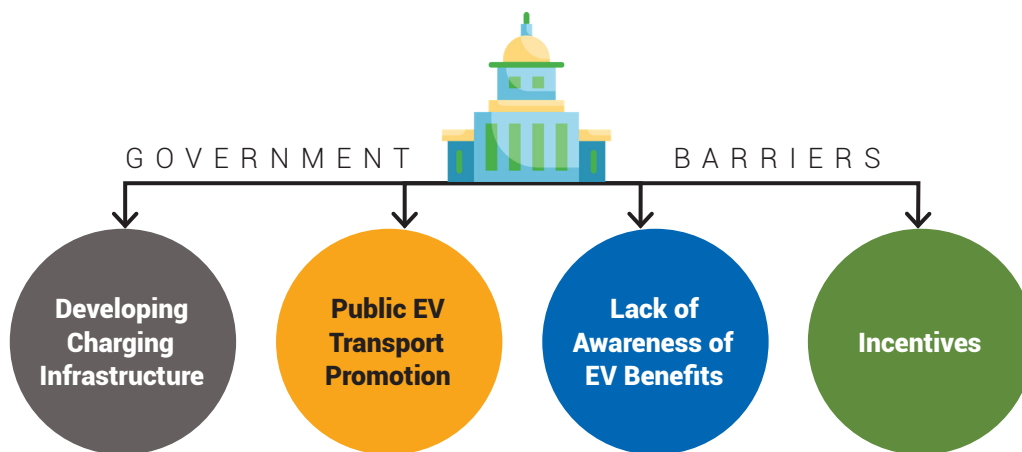 GOVERNMENT BARRIERS
Developing
Charging
Infrastructure
Public EV
Transport
Promotion
Lack of
Awareness of
EV Benefits
Incentives